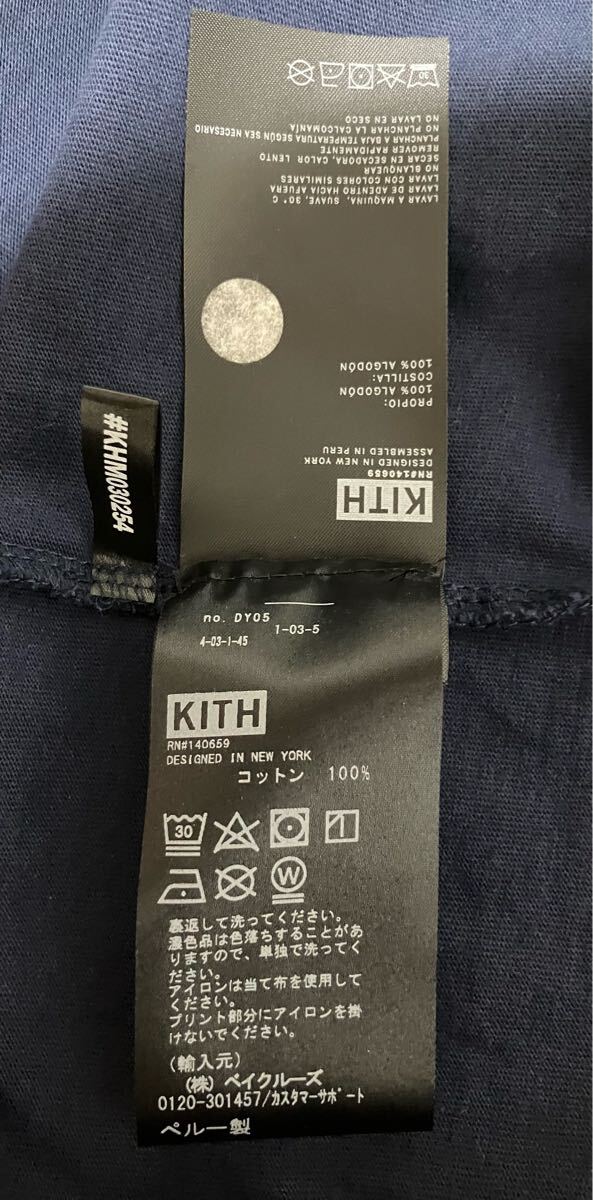 KITH
RN#140659
DESIGNED IN NEW YORK
ASSEMBLED IN PERU
PROPIO:
100% ALGODÓN
COSTILLA:
100% ALGODÓN
LAVAR A MAQUINA, SUAVE, 30° C
LAVAR DE ADENTRO HACIA AFUERA
LAVAR CON COLORES SIMILARES
NO BLANQUEAR
SECAR EN SECADORA, CALOR LENTO
REMOVER RAPIDAMENTE
PLANCHAR A BAJA TEMPERATURA SEGÚN SEA NECESARIO
NO PLANCHAR LA CALCOMANÍA
NO LAVAR EN SECO
30
#KHM030254
no. DY05
4-03-1-45
1-03-5
KITH
RN#140659
DESIGNED IN NEW YORK
コットン 100%
30
W
裏返して洗ってください。
濃色品は色落ちすることがあ
りますので、単独で洗ってく
ださい。
アイロンは当て布を使用して
ください。
プリント部分にアイロンを掛
けないでください。
(輸入元)
(株) ベイクルーズ
0120-301457/カスタマーサポート
ペルー製